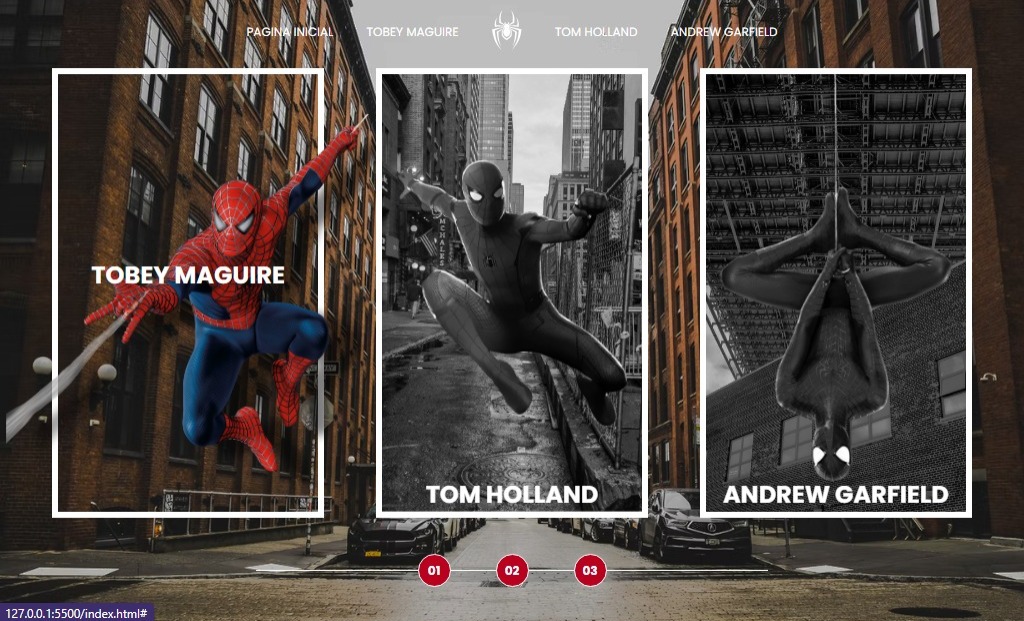 PAGINA INICIAL
TOBEY MAGUIRE
TOM HOLLAND
ANDREW GARFIELD
TOBEY MAGUIRE
TOM HOLLAND
ANDREW GARFIELD
01
02
03
127.0.0.1:5500/index.html#